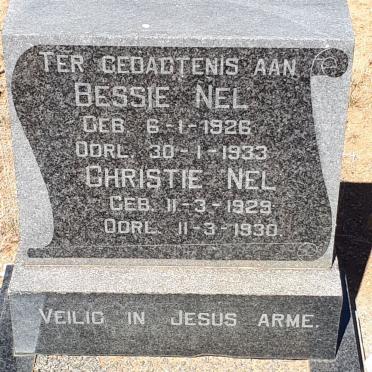 TER GEDAGTENIS AAN
BESSIE NEL
GEB. 6-1-1926
OORL. 30-1-1933
CHRISTIE NEL
GEB. 11-3-1929
OORL. 11-3-1930.
VEILIG IN JESUS ARME.